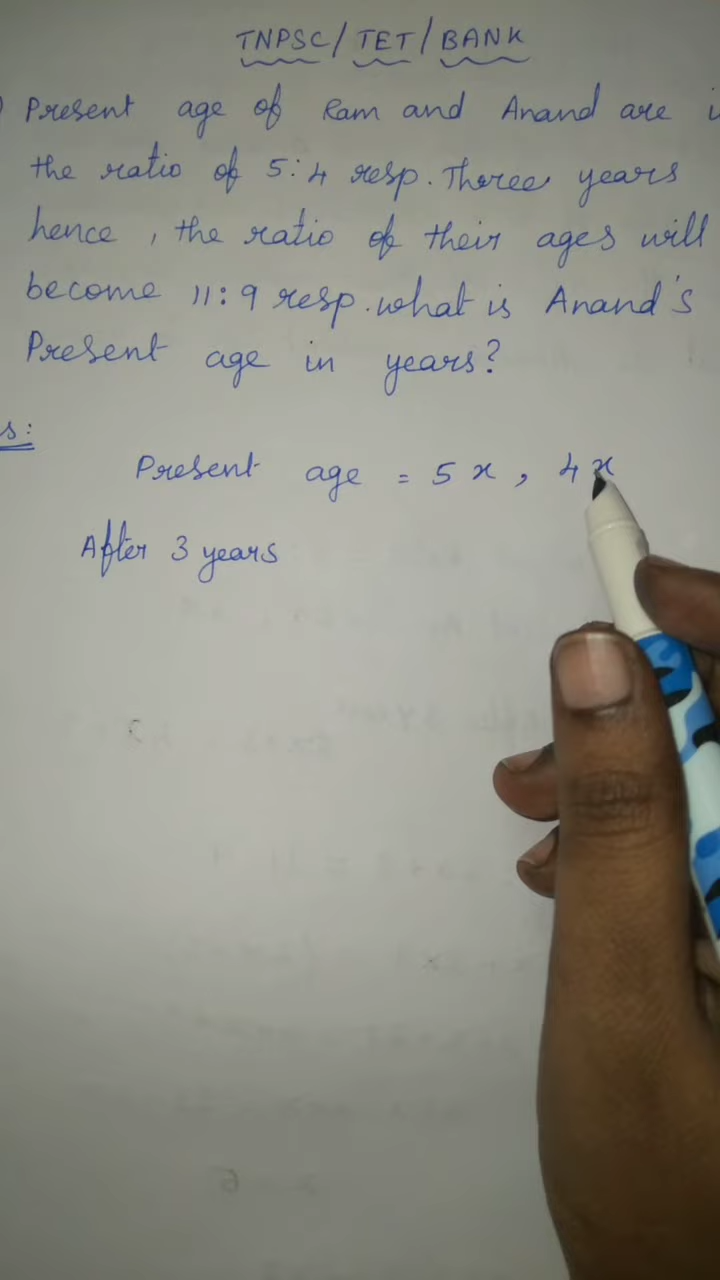 TNPSC/ TET/ BANK
Present age of Ram and Anand are
the ratio of 5:4 resp. Three years
hence, the ratio of their ages will
become 11:9 resp. what is Anand's
Present age in years?
s:
Present age = 5x, 4x
After 3 years